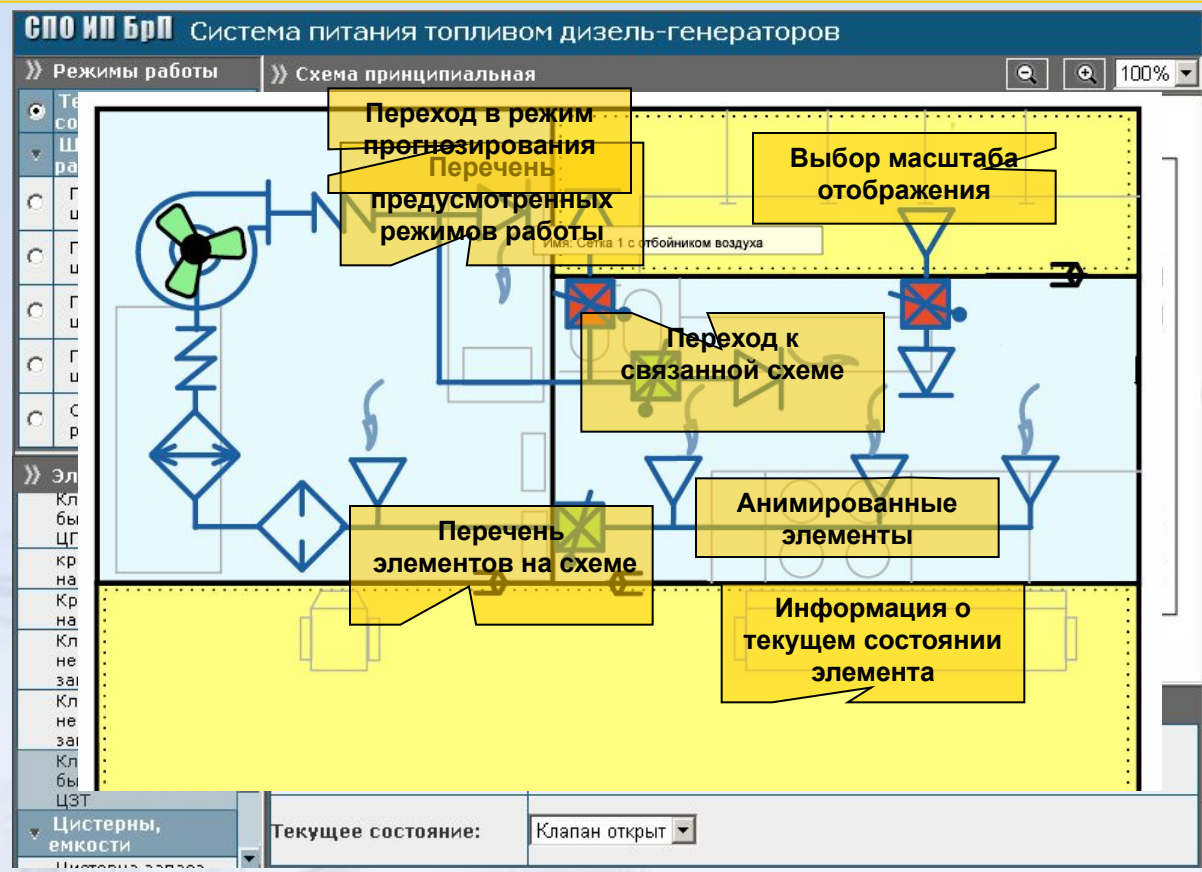 СПО ИП БрП Система питания топливом дизель-генераторов
Режимы работы
Схема принципиальная
100%
Переход в режим
прогнозирования
Перечень
предусмотренных
режимов работы
Выбор масштаба
отображения
Имя: Сетка 1 с отбойником воздуха
Переход к
связанной схеме
Анимированные
элементы
Перечень
элементов на схеме
Информация о
текущем состоянии
элемента
ЦЗТ
Цистерны,
емкости
Текущее состояние:
Клапан открыт